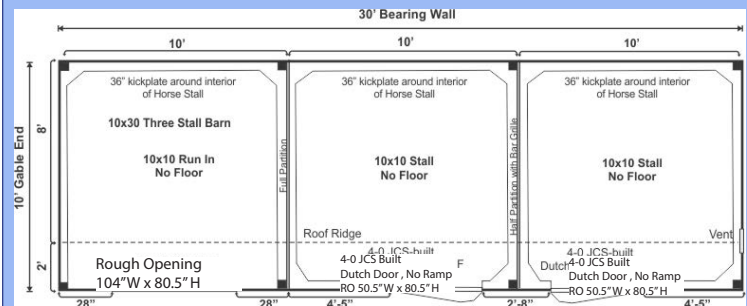 30' Bearing Wall
10'
10'
10'
36" kickplate around interior
of Horse Stall
36" kickplate around interior
of Horse Stall
36" kickplate around interior
of Horse Stall
10' Gable End
8'
2'
10x30 Three Stall Barn
10x10 Run In
No Floor
Full Partition
10x10 Stall
No Floor
Half Partition with Bar Grille
10x10 Stall
No Floor
Roof Ridge
Vent
Rough Opening
104"W x 80.5"H
4-0 JCS-built
4-0 JCS Built
F
Dutch Door , No Ramp
RO 50.5"W x 80.5"H
4-0 JCS-built
Dutch
4-0 JCS Built
Dutch Door , No Ramp
RO 50.5"W x 80.5"H
28"
28"
4'-5"
2'-8"
4'-5"